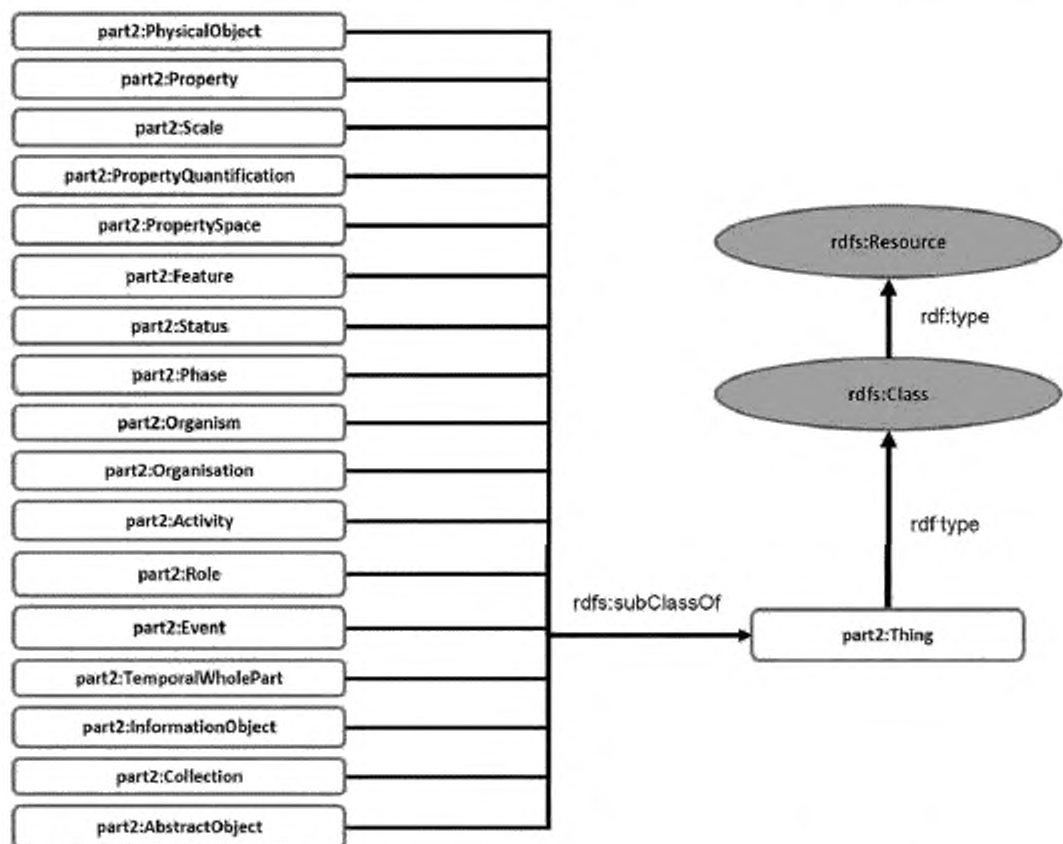 part2:PhysicalObject
part2:Property
part2:Scale
part2:PropertyQuantification
part2:PropertySpace
part2:Feature
part2:Status
part2:Phase
part2:Organism
part2:Organisation
part2:Activity
part2:Role
part2:Event
part2:TemporalWholePart
part2:InformationObject
part2:Collection
part2:AbstractObject
rdfs:Resource
rdf:type
rdfs:Class
rdf:type
rdfs:subClassOf
part2:Thing